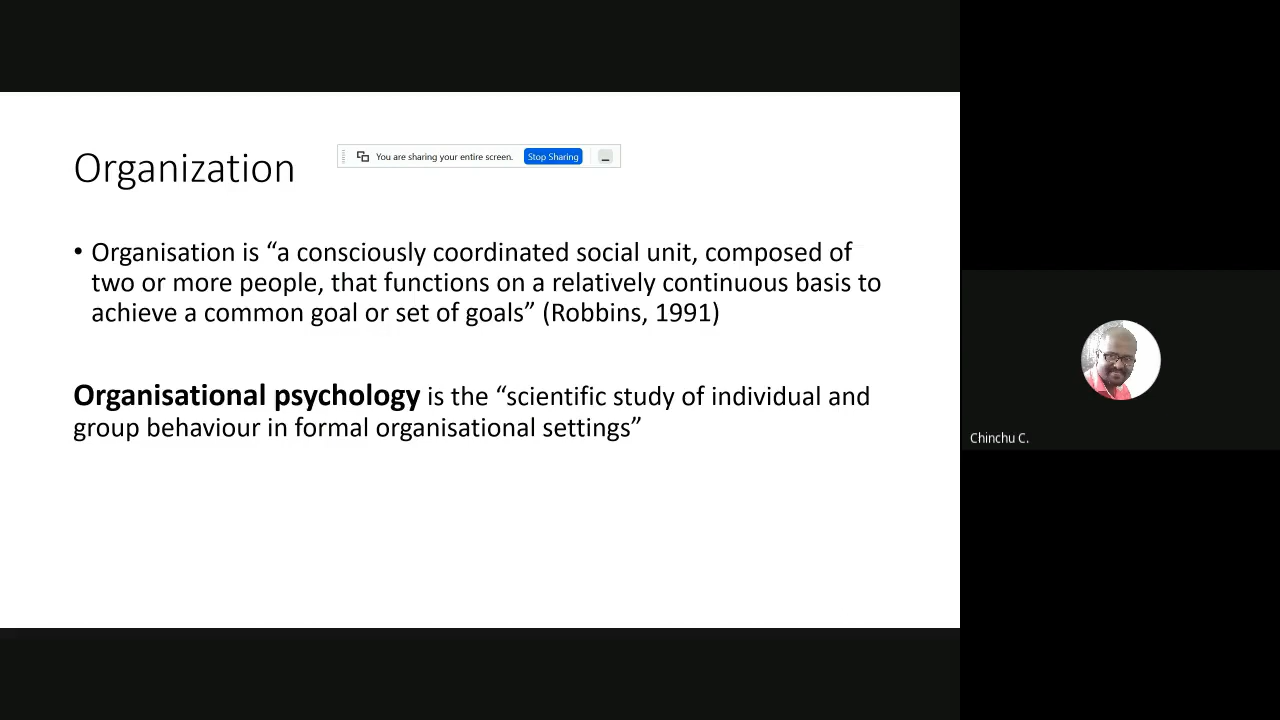 Organization
You are sharing your entire screen. Stop Sharing
• Organisation is “a consciously coordinated social unit, composed of
two or more people, that functions on a relatively continuous basis to
achieve a common goal or set of goals” (Robbins, 1991)
Organisational psychology is the “scientific study of individual and
group behaviour in formal organisational settings”
Chinchu C.